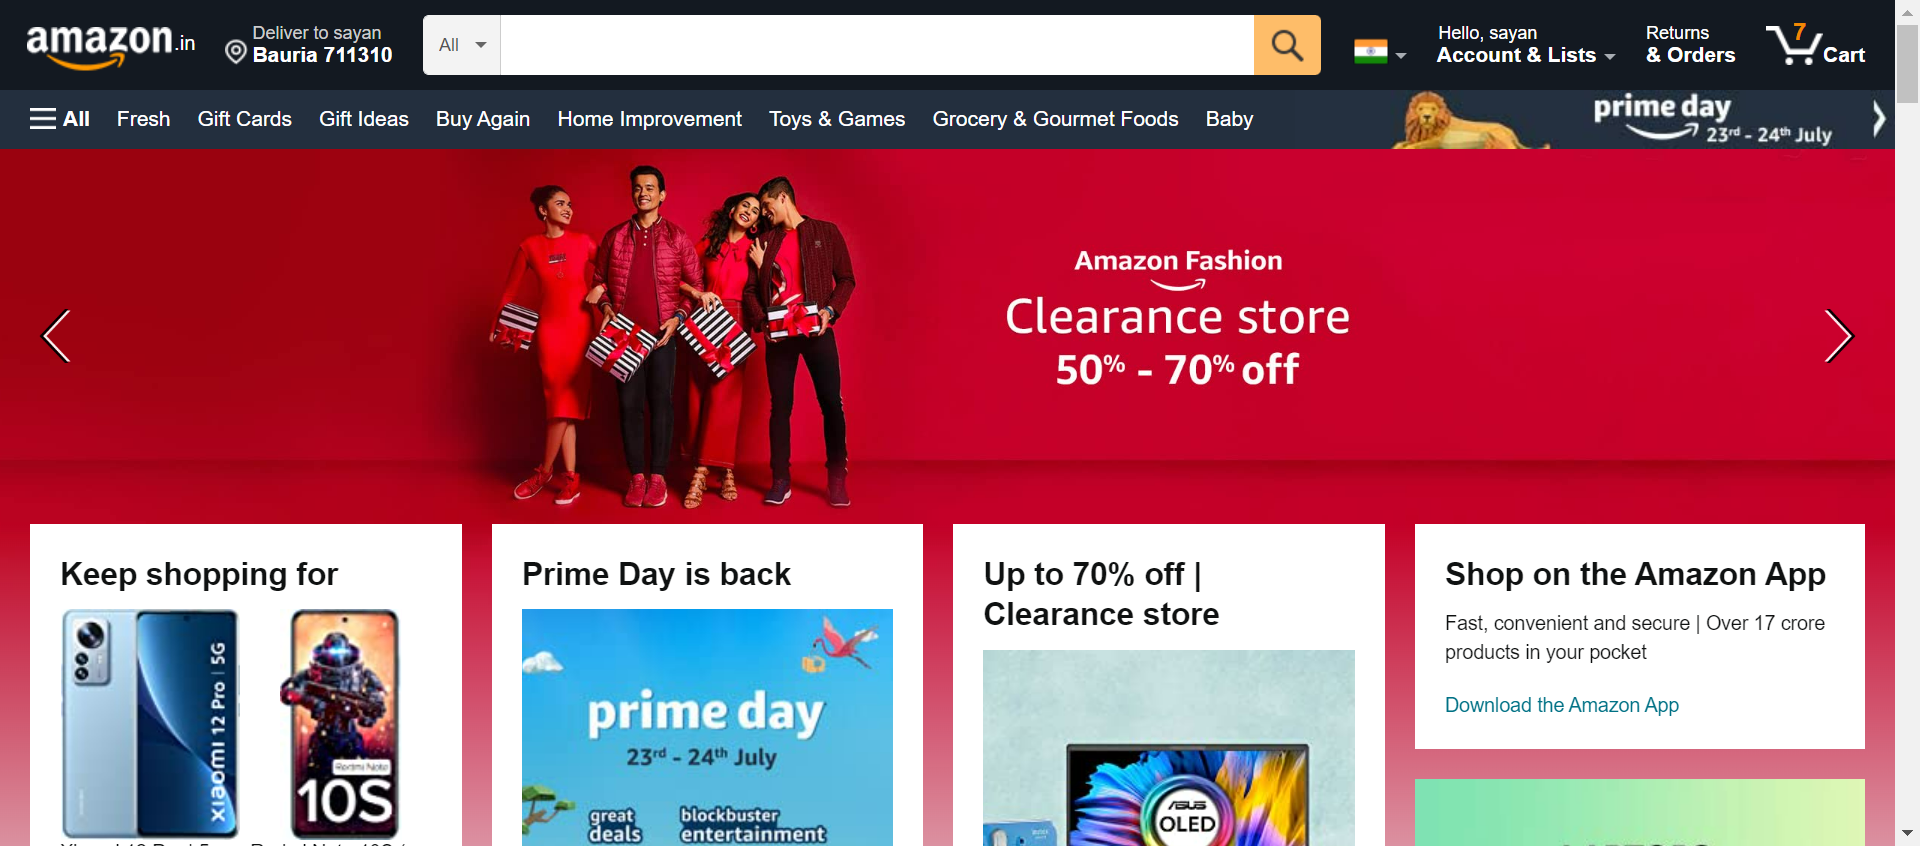 amazon.in
Deliver to sayan
Bauria 711310
All
Hello, sayan
Account & Lists
Returns
& Orders
7
Cart
All Fresh Gift Cards Gift Ideas Buy Again Home Improvement Toys & Games Grocery & Gourmet Foods Baby
prime day
23rd - 24th July
Amazon Fashion
Clearance store
50% - 70% off
Keep shopping for
xiaomi 12 Pro | 5G
Redmi Note
10S
Prime Day is back
prime day
23rd - 24th July
great
deals
blockbuster
entertainment
Up to 70% off |
Clearance store
ASUS
OLED
Shop on the Amazon App
Fast, convenient and secure | Over 17 crore
products in your pocket
Download the Amazon App